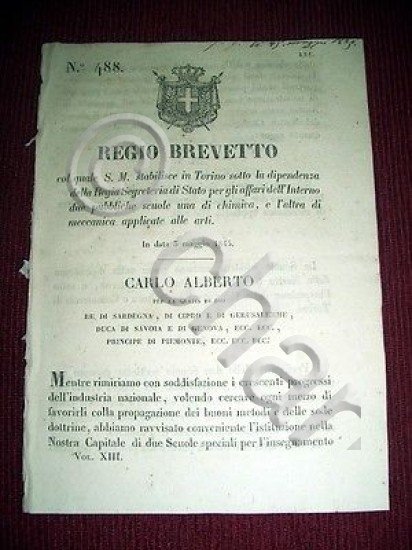 N.° 488.
REGIO BREVETTO
col quale S. M. stabilisce in Torino sotto la dipendenza
della Regia Segreteria di Stato per gli affari dell'Interno
due pubbliche scuole una di chimica, e l'altra di
meccanica applicate alle arti.
In data 3 maggio 1845.
CARLO ALBERTO
PER LA GRAZIA DI DIO
RE DI SARDEGNA, DI CIPRO E DI GERUSALEMME,
DUCA DI SAVOIA E DI GENOVA, ECC. ECC.,
PRINCIPE DI PIEMONTE, ECC. ECC. ECC.
Mentre rimiriamo con soddisfazione i crescenti progressi
dell'industria nazionale, volendo cercare ogni mezzo di
favorirli colla propagazione dei buoni metodi e delle sode
dottrine, abbiamo ravvisato conveniente l'istituzione nella
Nostra Capitale di due Scuole speciali per l'insegnamento
VOL. XIII.